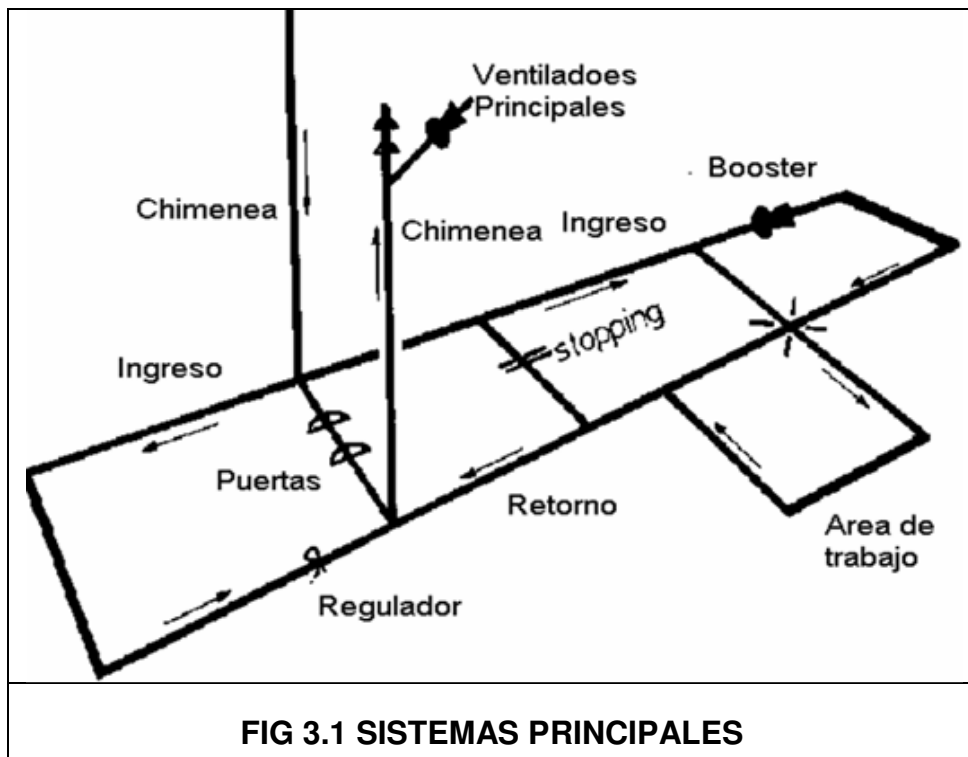 Ventiladoes
Principales
Booster
Chimenea
Chimenea
Ingreso
stopping
Ingreso
Puertas
Retorno
Area de
trabajo
Regulador
FIG 3.1 SISTEMAS PRINCIPALES